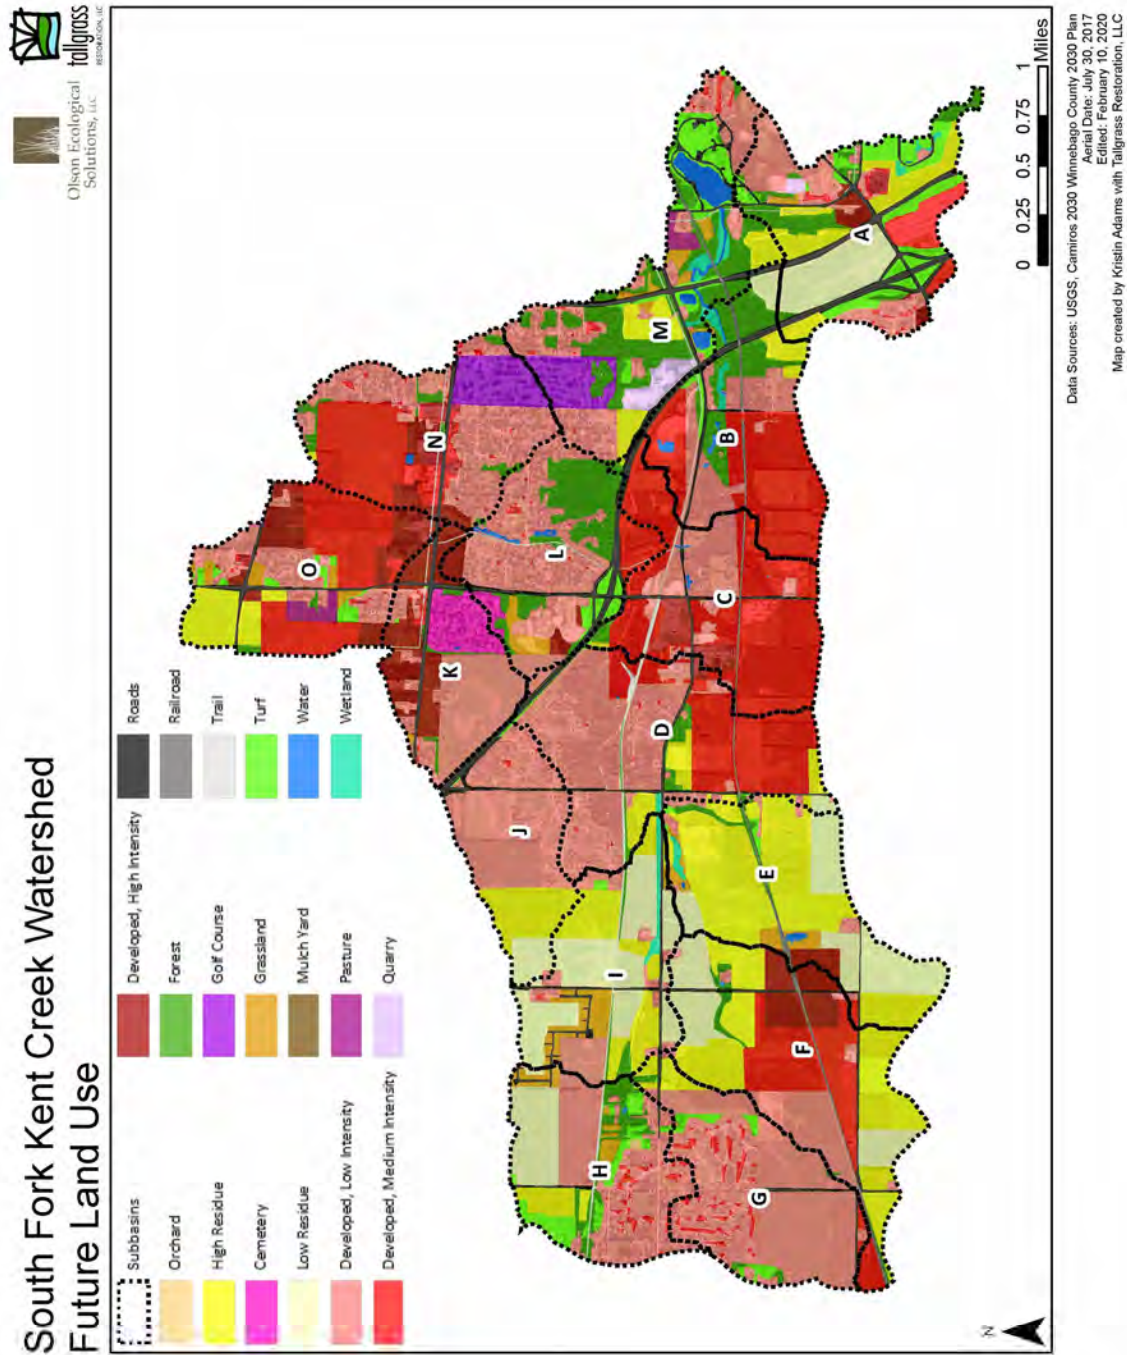 South Fork Kent Creek Watershed
Future Land Use
Olson Ecological
Solutions, LLC
tallgrass
RESTORATION, LLC
Subbasins
Orchard
High Residue
Cemetery
Low Residue
Developed, Low Intensity
Developed, Medium Intensity
Developed, High Intensity
Forest
Golf Course
Grassland
Mulch Yard
Pasture
Quarry
Roads
Railroad
Trail
Turf
Water
Wetland
O
N
K
L
M
J
D
C
B
A
I
E
H
F
G
N
0 0.25 0.5 0.75 1
Miles
Data Sources: USGS, Camiros 2030 Winnebago County 2030 Plan
Aerial Date: July 30, 2017
Edited: February 10, 2020
Map created by Kristin Adams with Tallgrass Restoration, LLC